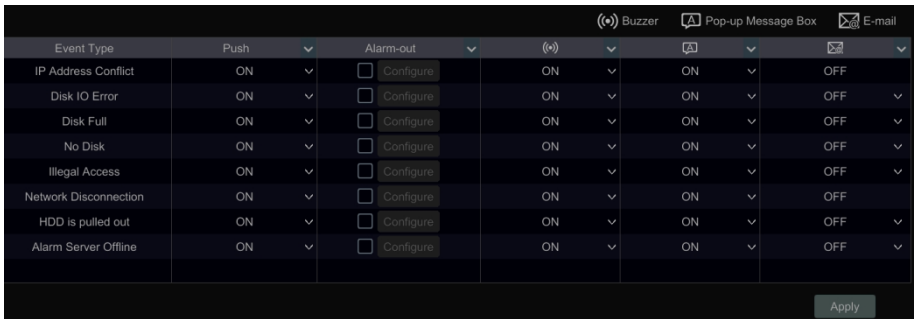 Buzzer Pop-up Message Box E-mail
Event Type Push Alarm-out
IP Address Conflict ON Configure ON ON OFF
Disk IO Error ON Configure ON ON OFF
Disk Full ON Configure ON ON OFF
No Disk ON Configure ON ON OFF
Illegal Access ON Configure ON ON OFF
Network Disconnection ON Configure ON ON OFF
HDD is pulled out ON Configure ON ON OFF
Alarm Server Offline ON Configure ON ON OFF
Apply